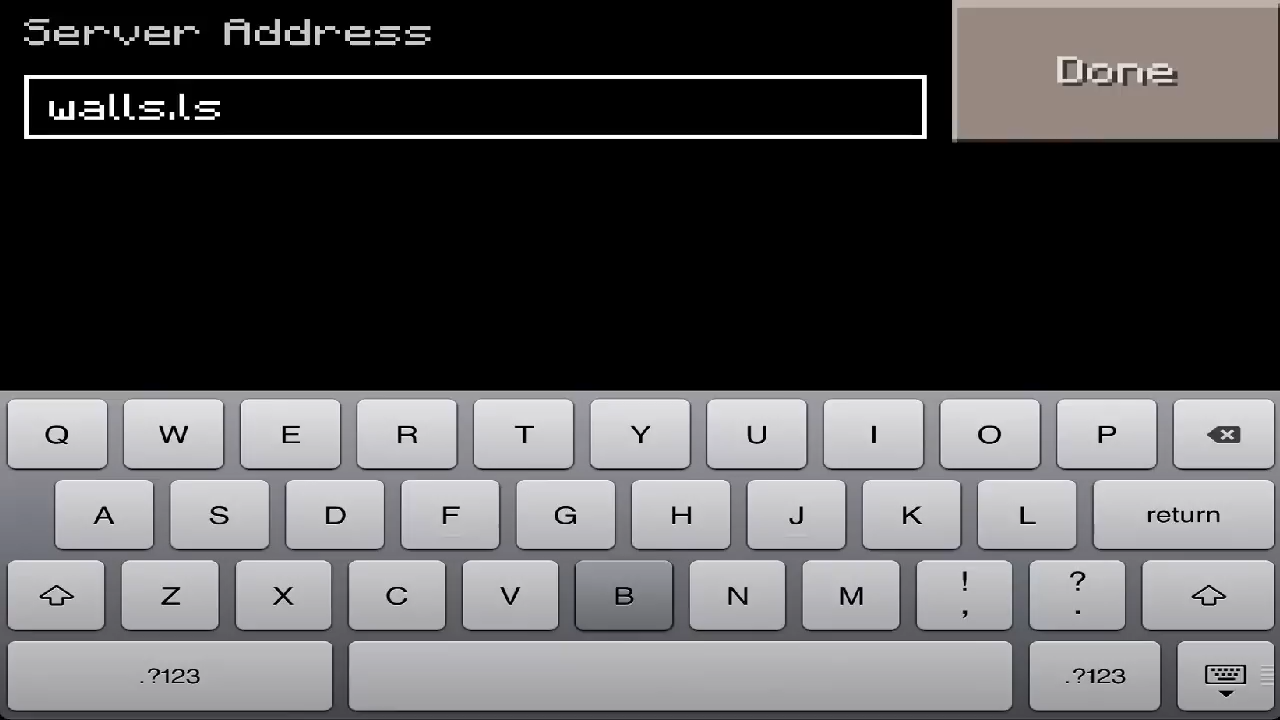 Server Address
Done
walls.ls
Q W E R T Y U I O P
A S D F G H J K L return
Z X C V B N M ! , ? .
.?123 .?123